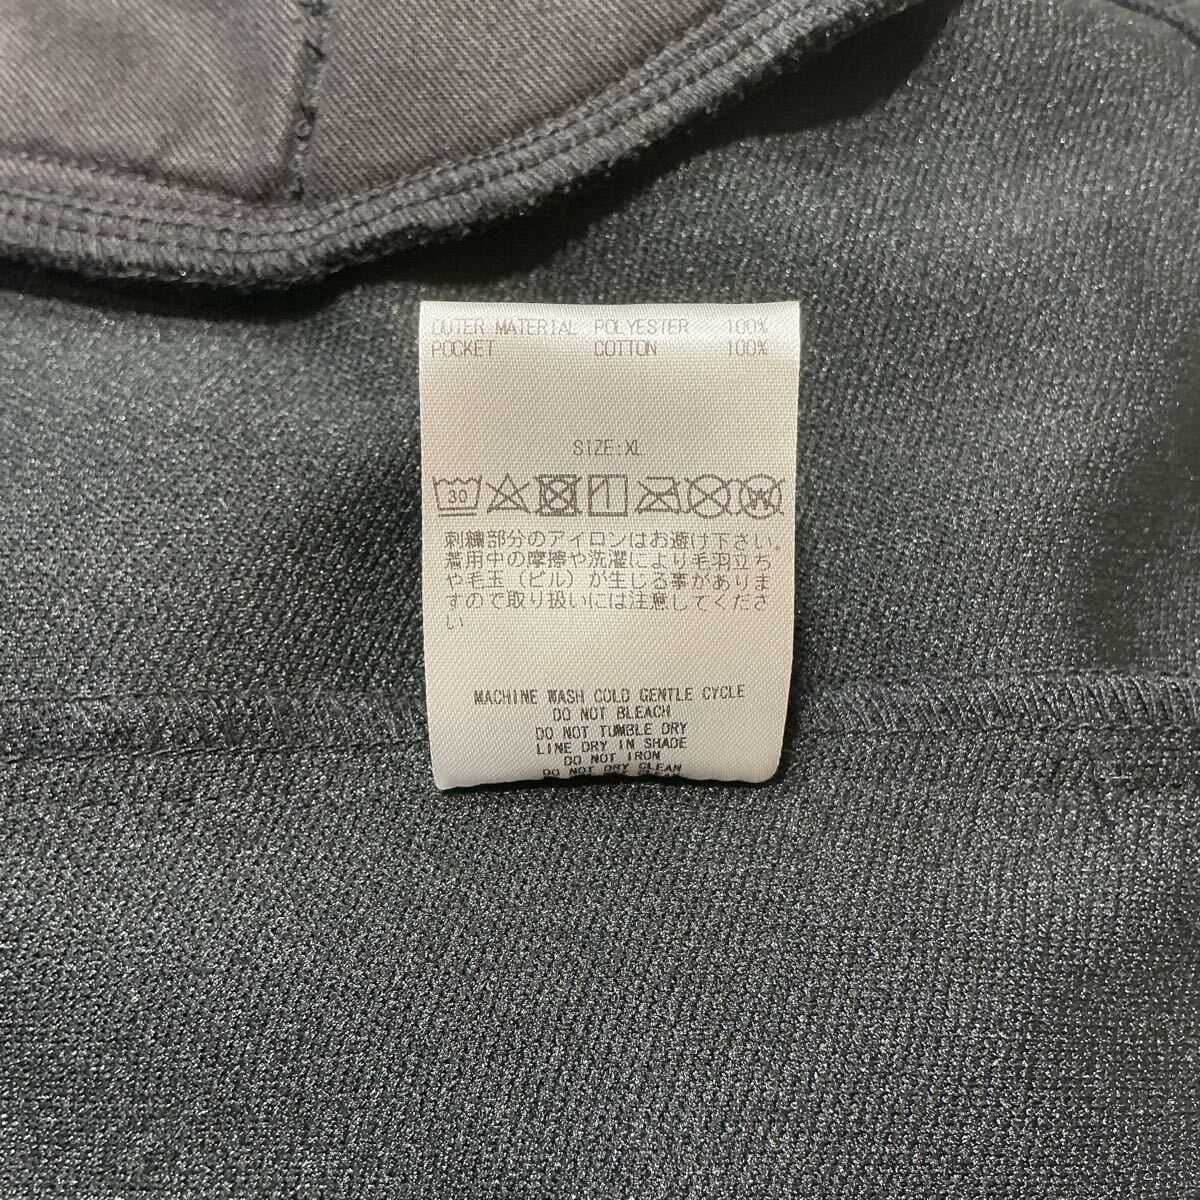 OUTER MATERIAL POLYESTER 100%
POCKET COTTON 100%
SIZE:XL
30
刺繍部分のアイロンはお避け下さい。
着用中の摩擦や洗濯により毛羽立ち
や毛玉(ピル)が生じる事がありま
すので取り扱いには注意してくださ
い
MACHINE WASH COLD GENTLE CYCLE
DO NOT BLEACH
DO NOT TUMBLE DRY
LINE DRY IN SHADE
DO NOT IRON
DO NOT DRY CLEAN